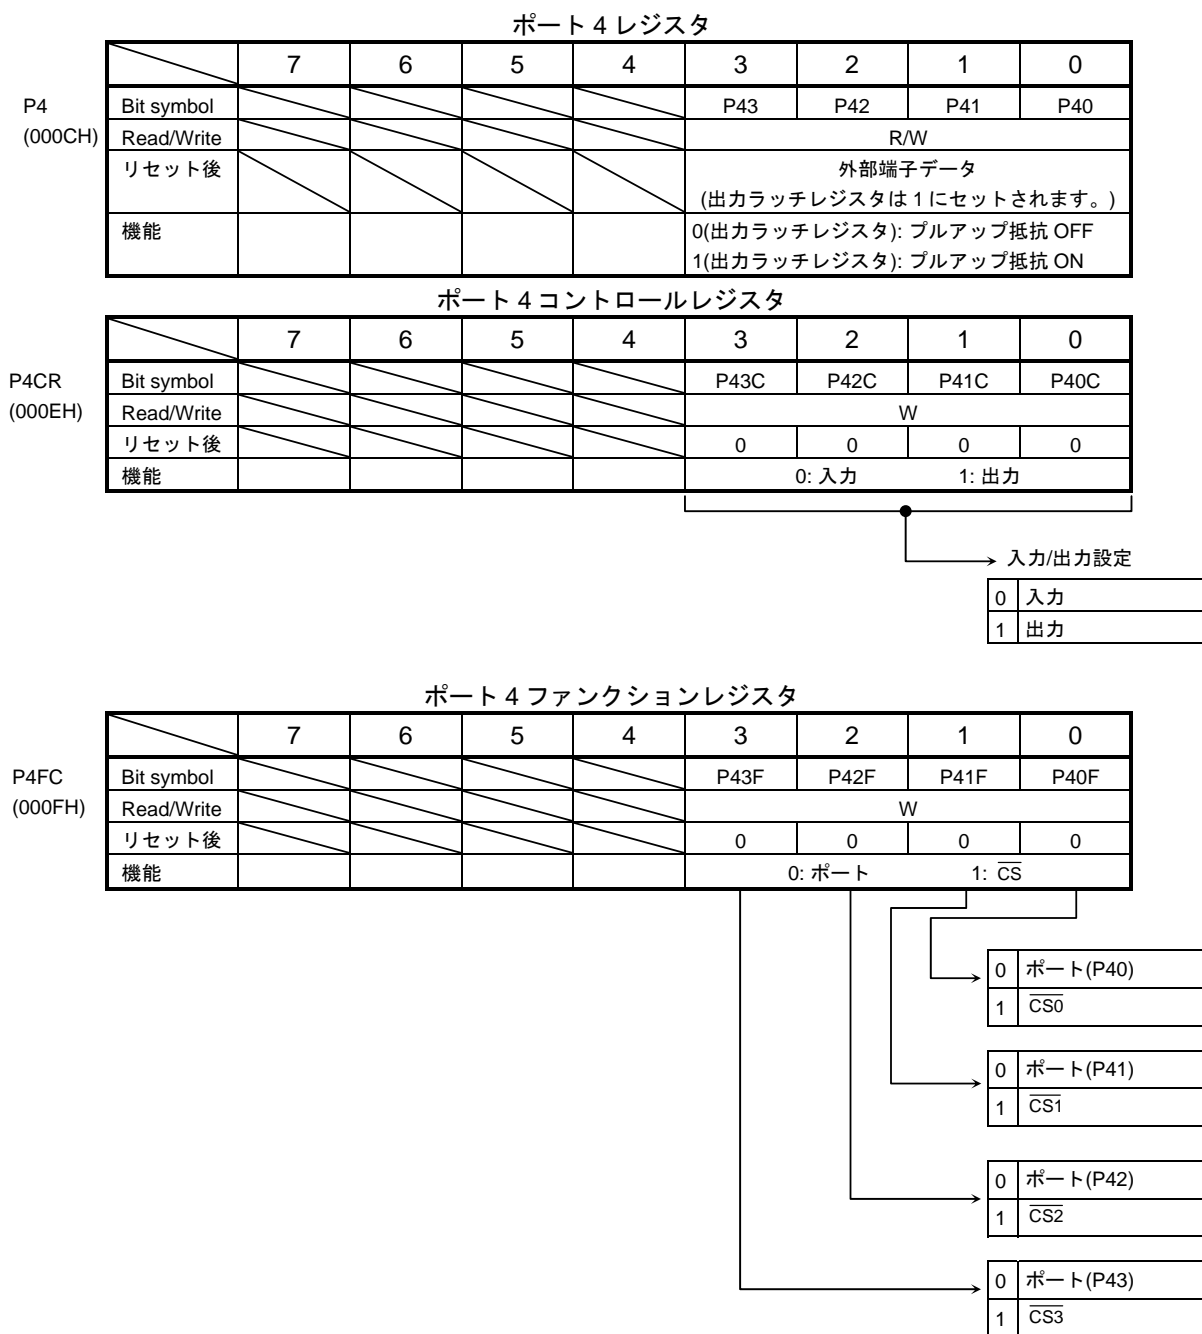 ポート 4 レジスタ
7 6 5 4 3 2 1 0
P4 (000CH)
Bit symbol P43 P42 P41 P40
Read/Write R/W
リセット後 外部端子データ
(出力ラッチレジスタは 1 にセットされます。)
機能 0(出力ラッチレジスタ): プルアップ抵抗 OFF
1(出力ラッチレジスタ): プルアップ抵抗 ON
ポート 4 コントロールレジスタ
7 6 5 4 3 2 1 0
P4CR (000EH)
Bit symbol P43C P42C P41C P40C
Read/Write W
リセット後 0 0 0 0
機能 0: 入力 1: 出力
入力/出力設定
0 入力
1 出力
ポート 4 ファンクションレジスタ
7 6 5 4 3 2 1 0
P4FC (000FH)
Bit symbol P43F P42F P41F P40F
Read/Write W
リセット後 0 0 0 0
機能 0: ポート 1: C̅S̅
0 ポート(P40)
1 C̅S̅0̅
0 ポート(P41)
1 C̅S̅1̅
0 ポート(P42)
1 C̅S̅2̅
0 ポート(P43)
1 C̅S̅3̅